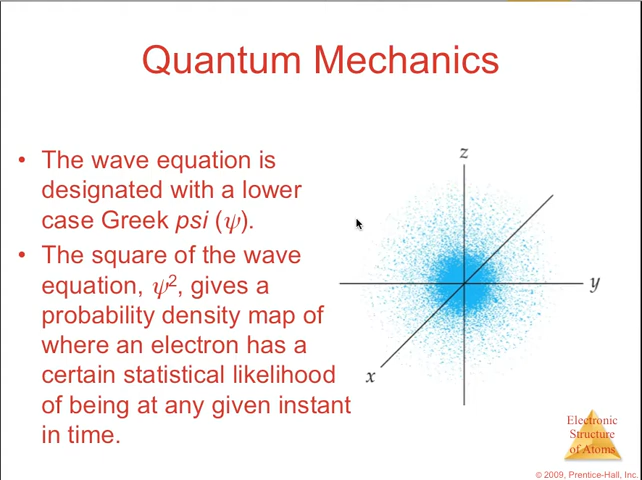 Quantum Mechanics
• The wave equation is
designated with a lower
case Greek psi (ψ).
• The square of the wave
equation, ψ², gives a
probability density map of
where an electron has a
certain statistical likelihood
of being at any given instant
in time.
z
y
x
Electronic
Structure
of Atoms
© 2009, Prentice-Hall, Inc.